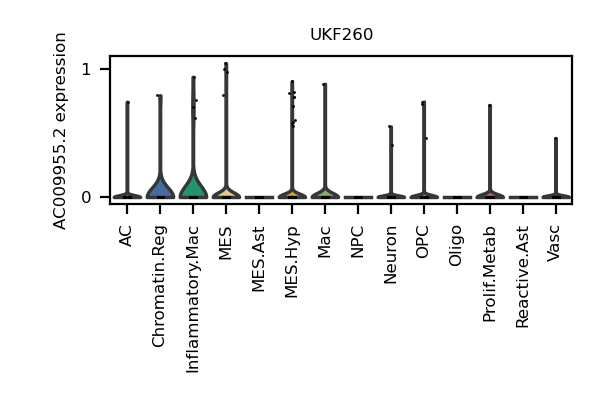 UKF260
AC009955.2 expression
1
0
AC
Chromatin.Reg
Inflammatory.Mac
MES
MES.Ast
MES.Hyp
Mac
NPC
Neuron
OPC
Oligo
Prolif.Metab
Reactive.Ast
Vasc